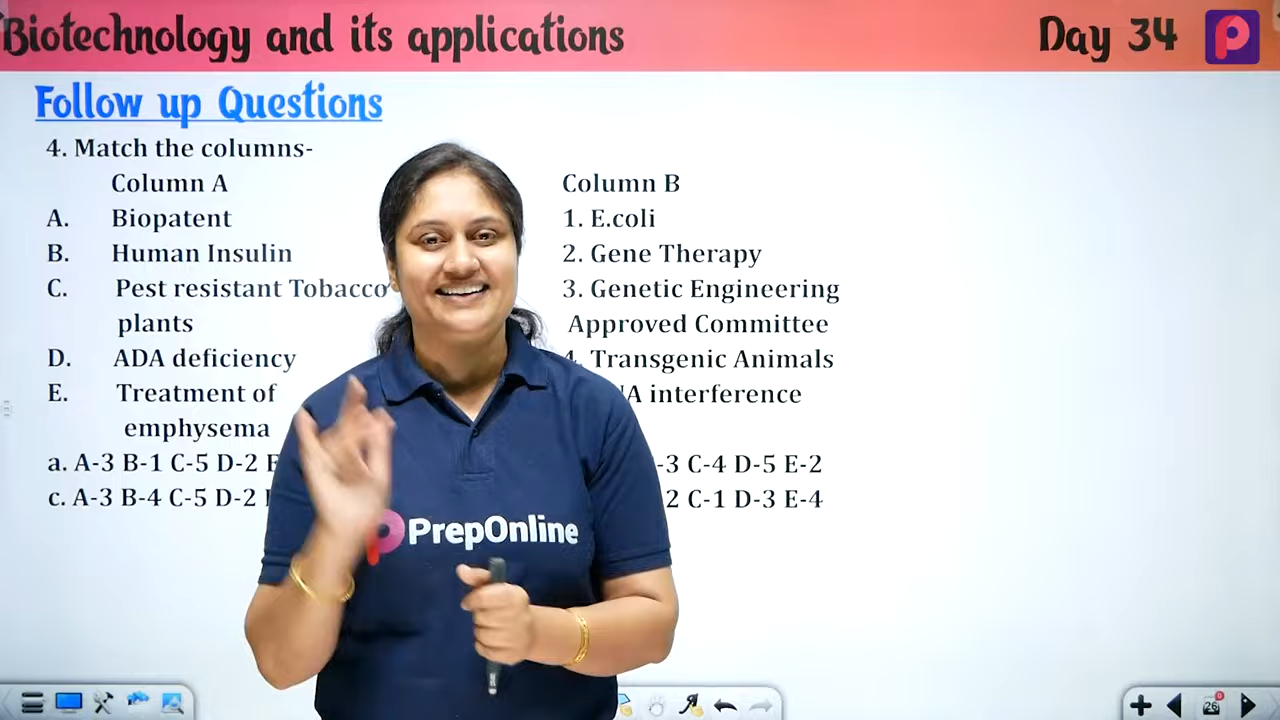 Biotechnology and its applications
Day 34
Follow up Questions
4. Match the columns-
Column A
Column B
A. Biopatent
1. E.coli
B. Human Insulin
2. Gene Therapy
C. Pest resistant Tobacco
3. Genetic Engineering
plants
Approved Committee
D. ADA deficiency
4. Transgenic Animals
E. Treatment of
interference
emphysema
a. A-3 B-1 C-5 D-2
-3 C-4 D-5 E-2
c. A-3 B-4 C-5 D-2
2 C-1 D-3 E-4
PrepOnline
26